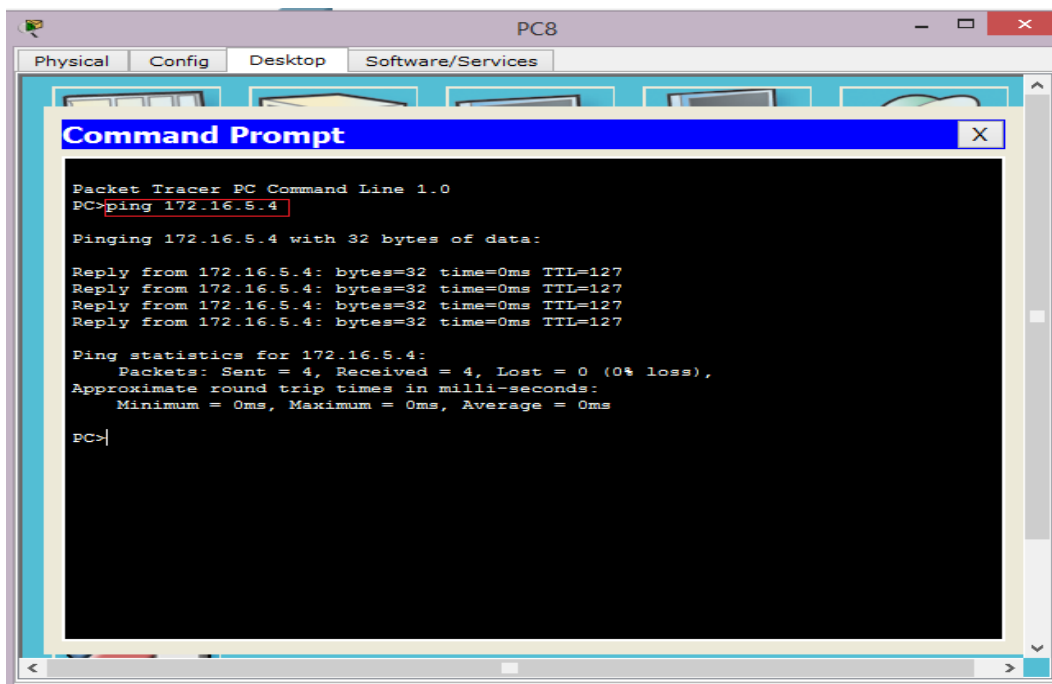 PC8
Physical Config Desktop Software/Services
Command Prompt X
Packet Tracer PC Command Line 1.0
PC>ping 172.16.5.4
Pinging 172.16.5.4 with 32 bytes of data:
Reply from 172.16.5.4: bytes=32 time=0ms TTL=127
Reply from 172.16.5.4: bytes=32 time=0ms TTL=127
Reply from 172.16.5.4: bytes=32 time=0ms TTL=127
Reply from 172.16.5.4: bytes=32 time=0ms TTL=127
Ping statistics for 172.16.5.4:
Packets: Sent = 4, Received = 4, Lost = 0 (0% loss),
Approximate round trip times in milli-seconds:
Minimum = 0ms, Maximum = 0ms, Average = 0ms
PC>